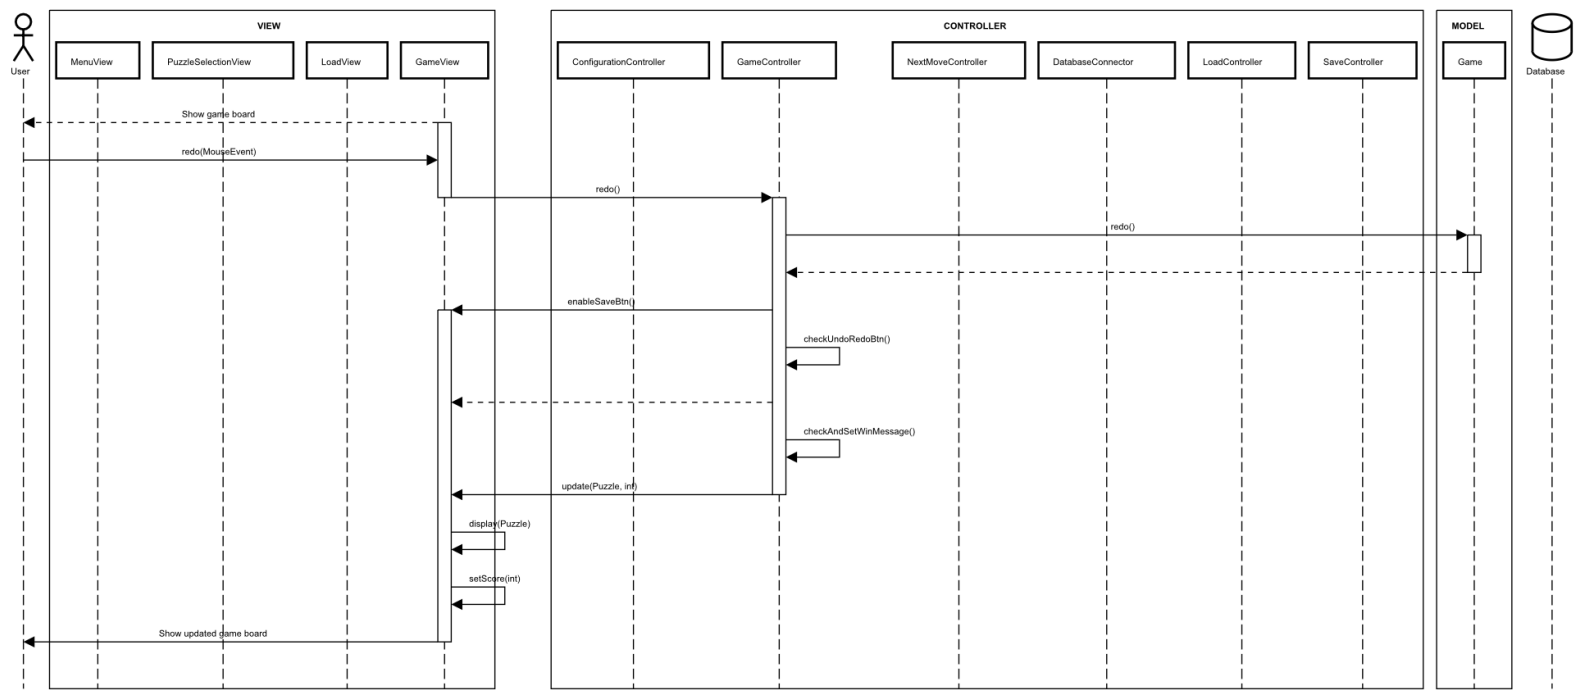 VIEW
CONTROLLER
MODEL
User
MenuView
PuzzleSelectionView
LoadView
GameView
ConfigurationController
GameController
NextMoveController
DatabaseConnector
LoadController
SaveController
Game
Database
Show game board
redo(MouseEvent)
redo()
redo()
enableSaveBtn()
checkUndoRedoBtn()
checkAndSetWinMessage()
update(Puzzle, int)
display(Puzzle)
setScore(int)
Show updated game board